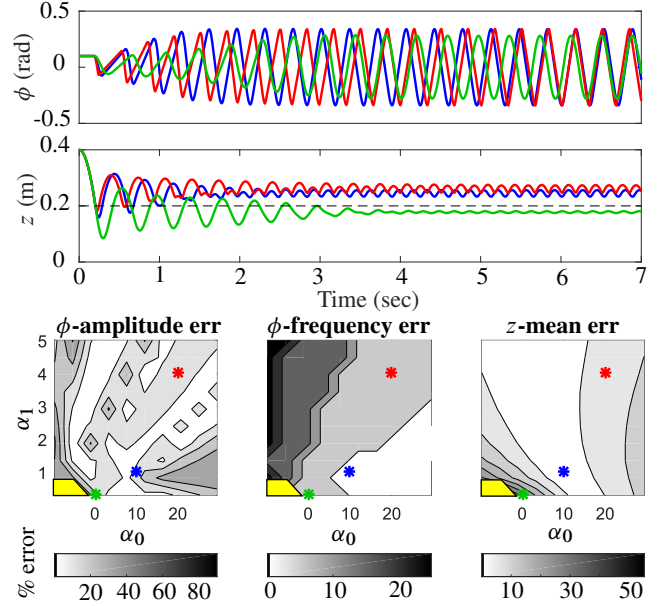 0.5
0
-0.5
ϕ (rad)
0.4
0.2
0
z (m)
0 1 2 3 4 5 6 7
Time (sec)
ϕ-amplitude err
ϕ-frequency err
z-mean err
5
4
3
2
1
α1
0 10 20
0 10 20
0 10 20
α0
α0
α0
% error
20 40 60 80
0 10 20
10 30 50